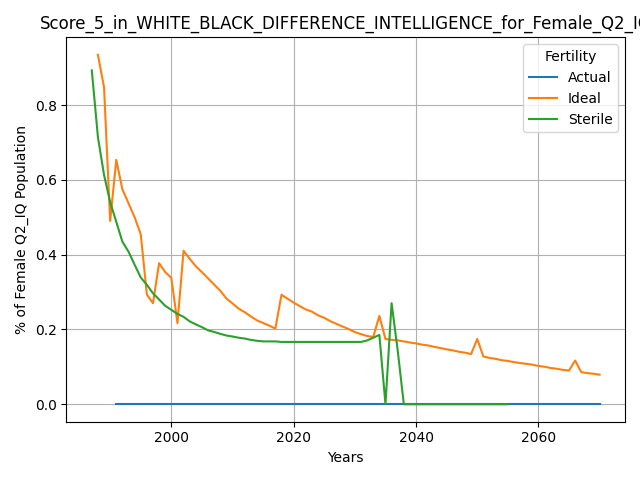 Score_5_in_WHITE_BLACK_DIFFERENCE_INTELLIGENCE_for_Female_Q2_IQ
Fertility
Actual
Ideal
Sterile
% of Female Q2_IQ Population
0.8
0.6
0.4
0.2
0.0
2000
2020
2040
2060
Years